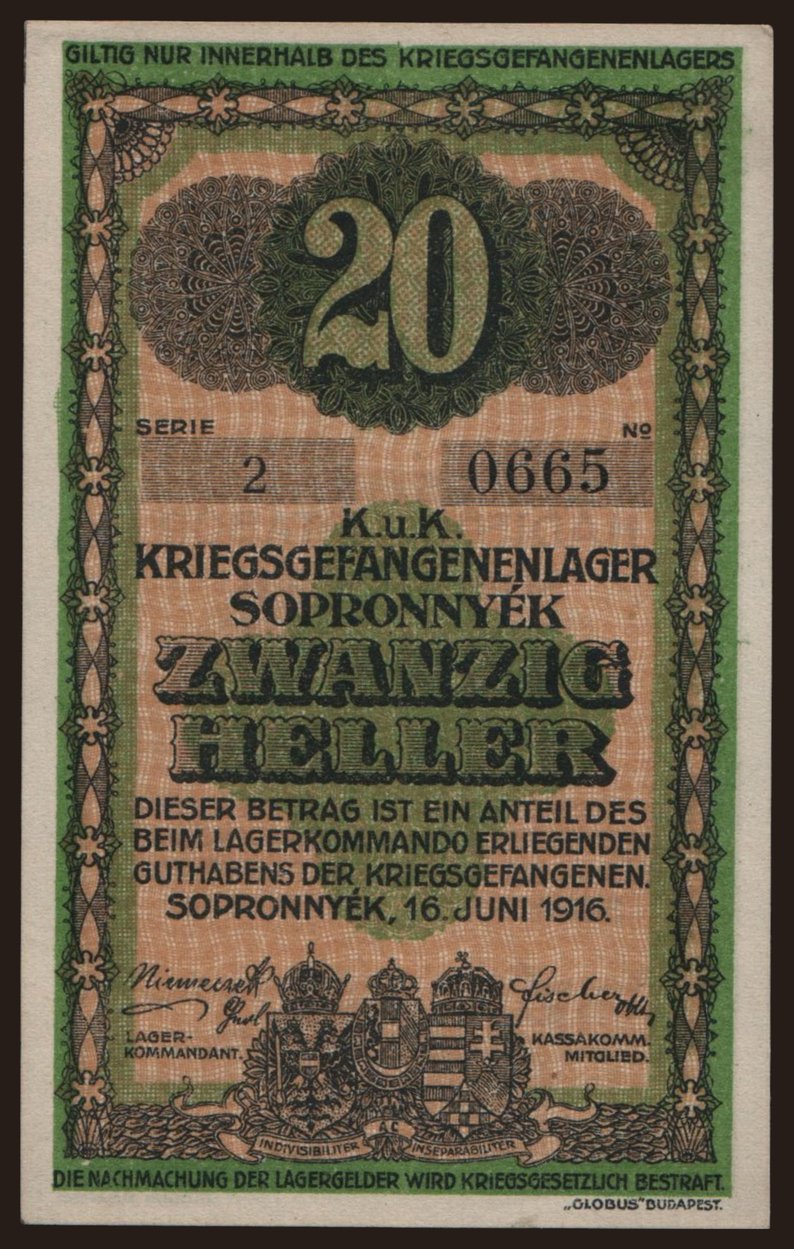 GILTIG NUR INNERHALB DES KRIEGSGEFANGENENLAGERS
20
SERIE Nº
2 0665
K.u.K.
KRIEGSGEFANGENENLAGER
SOPRONNYÉK
ZWANZIG
HELLER
DIESER BETRAG IST EIN ANTEIL DES
BEIM LAGERKOMMANDO ERLIEGENDEN
GUTHABENS DER KRIEGSGEFANGENEN.
SOPRONNYÉK, 16. JUNI 1916.
Fischer
LAGER-
KOMMANDANT.
KASSAKOMM.
MITGLIED.
INDIVISIBILITER AC INSEPARABILITER
DIE NACHMACHUNG DER LAGERGELDER WIRD KRIEGSGESETZLICH BESTRAFT.
„GLOBUS" BUDAPEST.